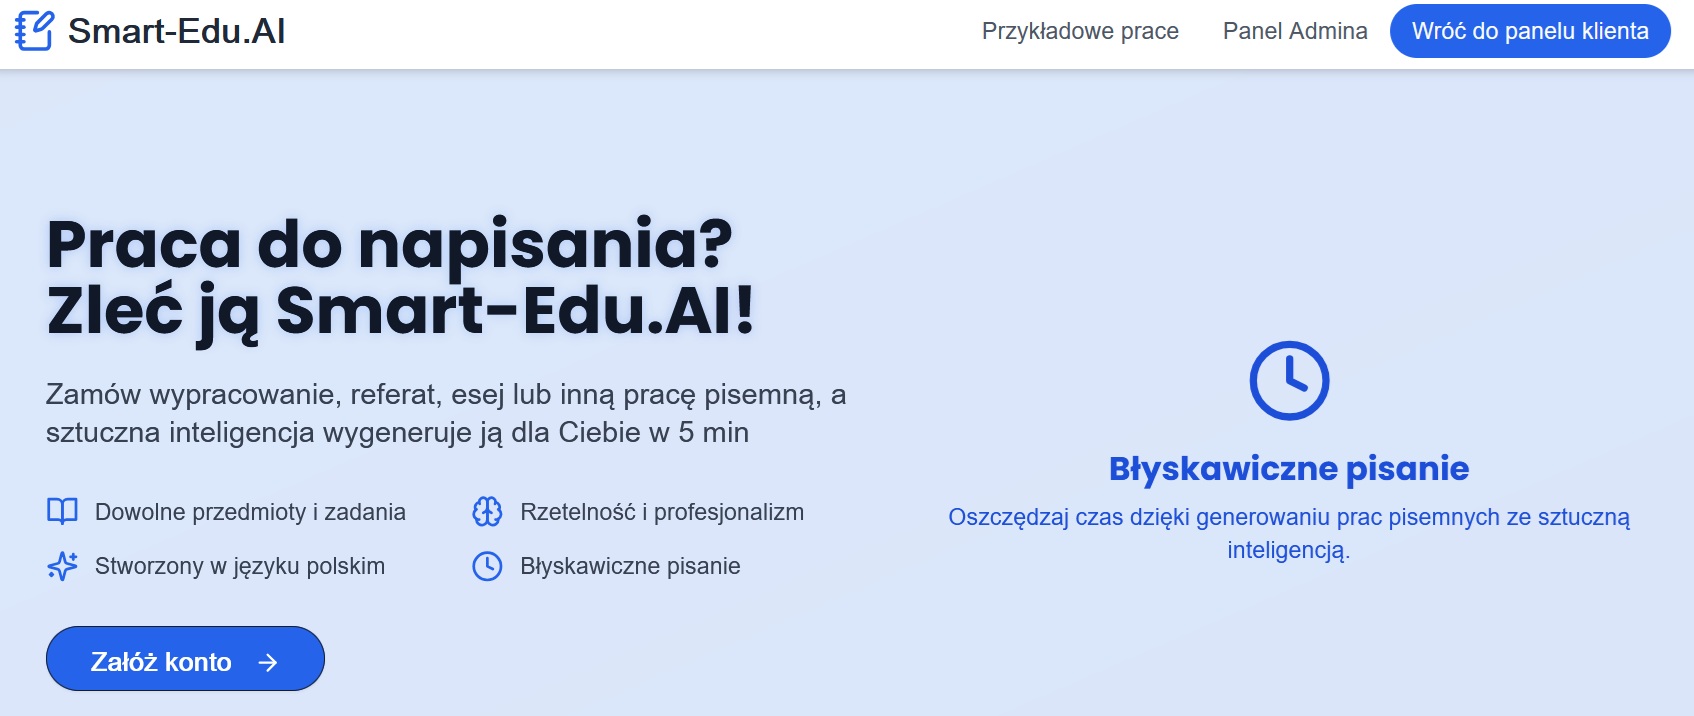 Smart-Edu.AI
Przykładowe prace
Panel Admina
Wróć do panelu klienta
Praca do napisania?
Zleć ją Smart-Edu.AI!
Zamów wypracowanie, referat, esej lub inną pracę pisemną, a
sztuczna inteligencja wygeneruje ją dla Ciebie w 5 min
Dowolne przedmioty i zadania
Rzetelność i profesjonalizm
Stworzony w języku polskim
Błyskawiczne pisanie
Załóż konto
Błyskawiczne pisanie
Oszczędzaj czas dzięki generowaniu prac pisemnych ze sztuczną
inteligencją.